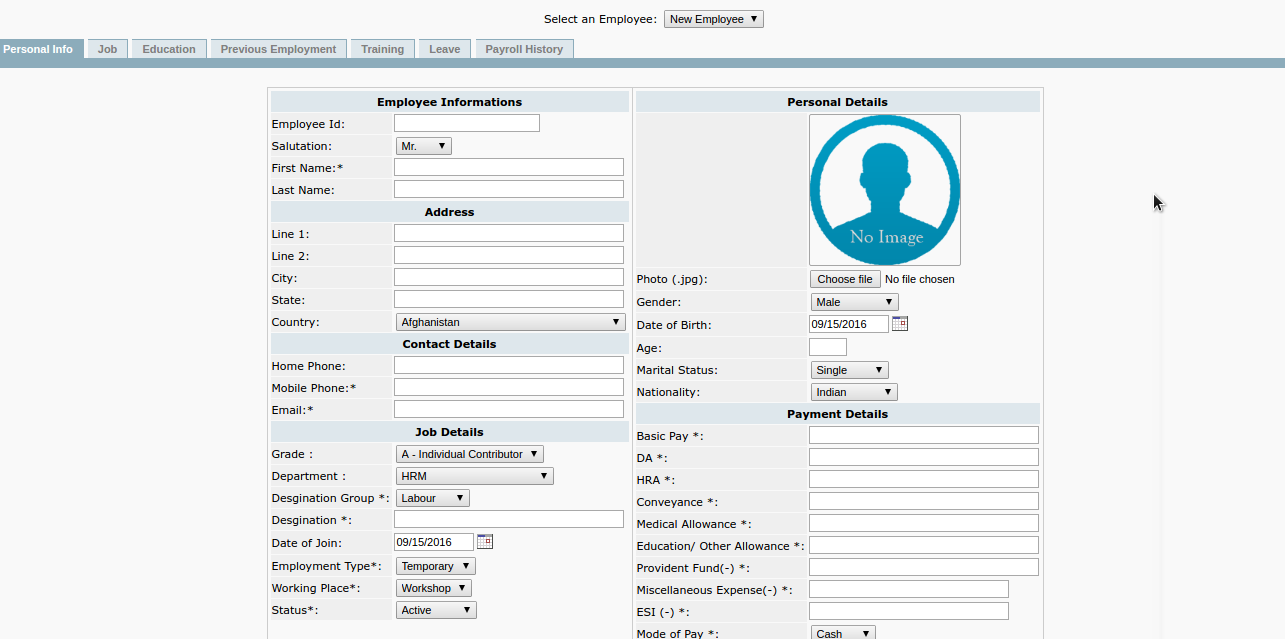 Select an Employee: New Employee
Personal Info Job Education Previous Employment Training Leave Payroll History
Employee Informations
Employee Id:
Salutation: Mr.
First Name:*
Last Name:
Address
Line 1:
Line 2:
City:
State:
Country: Afghanistan
Contact Details
Home Phone:
Mobile Phone:*
Email:*
Job Details
Grade : A - Individual Contributor
Department : HRM
Desgination Group *: Labour
Desgination *:
Date of Join: 09/15/2016
Employment Type*: Temporary
Working Place*: Workshop
Status*: Active
Personal Details
No Image
Photo (.jpg): Choose file No file chosen
Gender: Male
Date of Birth: 09/15/2016
Age:
Marital Status: Single
Nationality: Indian
Payment Details
Basic Pay *:
DA *:
HRA *:
Conveyance *:
Medical Allowance *:
Education/ Other Allowance *:
Provident Fund(-) *:
Miscellaneous Expense(-) *:
ESI (-) *:
Mode of Pay *: Cash